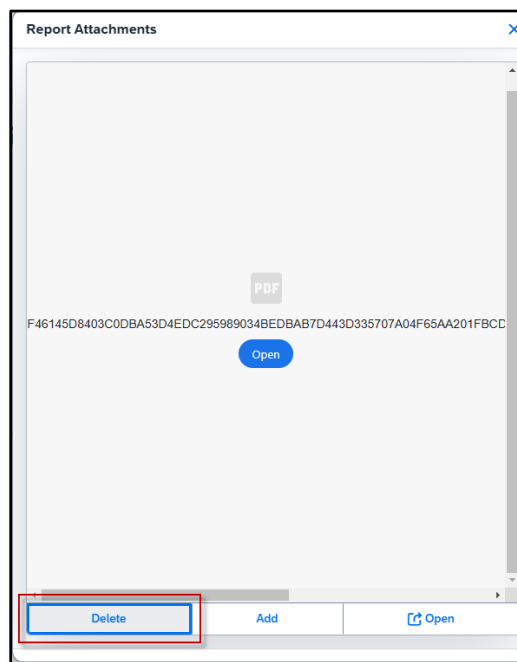 Report Attachments
PDF
F46145D8403C0DBA53D4EDC295989034BEDBAB7D443D335707A04F65AA201FBCD
Open
Delete Add Open